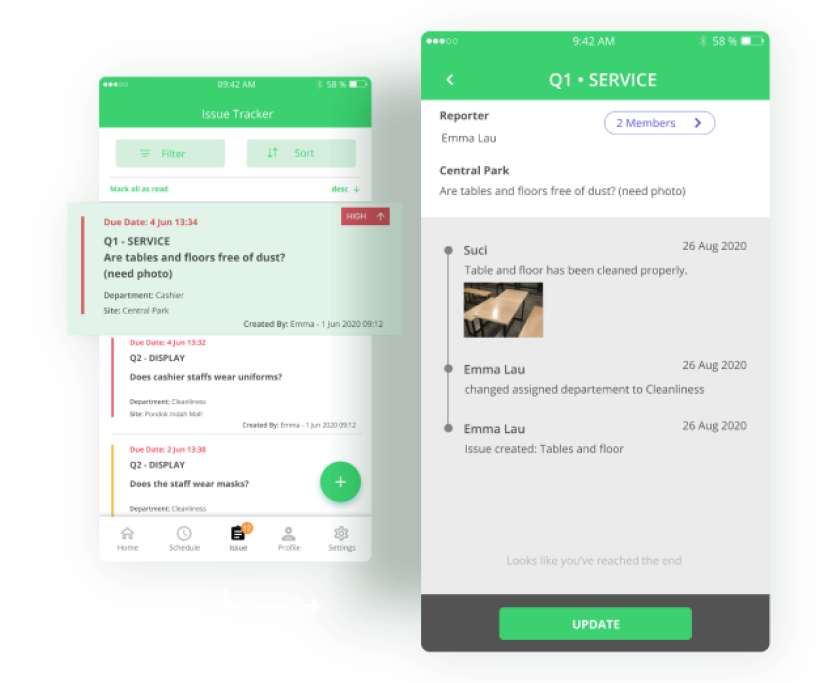 09:42 AM
58 %
Issue Tracker
Filter
Sort
Mark all as read
desc
HIGH
Due Date: 4 Jun 13:34
Q1 - SERVICE
Are tables and floors free of dust?
(need photo)
Department: Cashier
Site: Central Park
Created By: Emma - 1 Jun 2020 09:12
Due Date: 4 Jun 13:32
Q2 - DISPLAY
Does cashier staffs wear uniforms?
Department: Cleanliness
Site: Pondok Indah Mall
Created By: Emma - 1 Jun 2020 09:12
Due Date: 2 Jun 13:30
Q2 - DISPLAY
Does the staff wear masks?
Department: Cleanliness
+
Home
Schedule
Issue
Profile
Settings
9:42 AM
58 %
Q1 • SERVICE
Reporter
Emma Lau
2 Members
Central Park
Are tables and floors free of dust? (need photo)
Suci
26 Aug 2020
Table and floor has been cleaned properly.
Emma Lau
26 Aug 2020
changed assigned departement to Cleanliness
Emma Lau
26 Aug 2020
Issue created: Tables and floor
Looks like you've reached the end
UPDATE